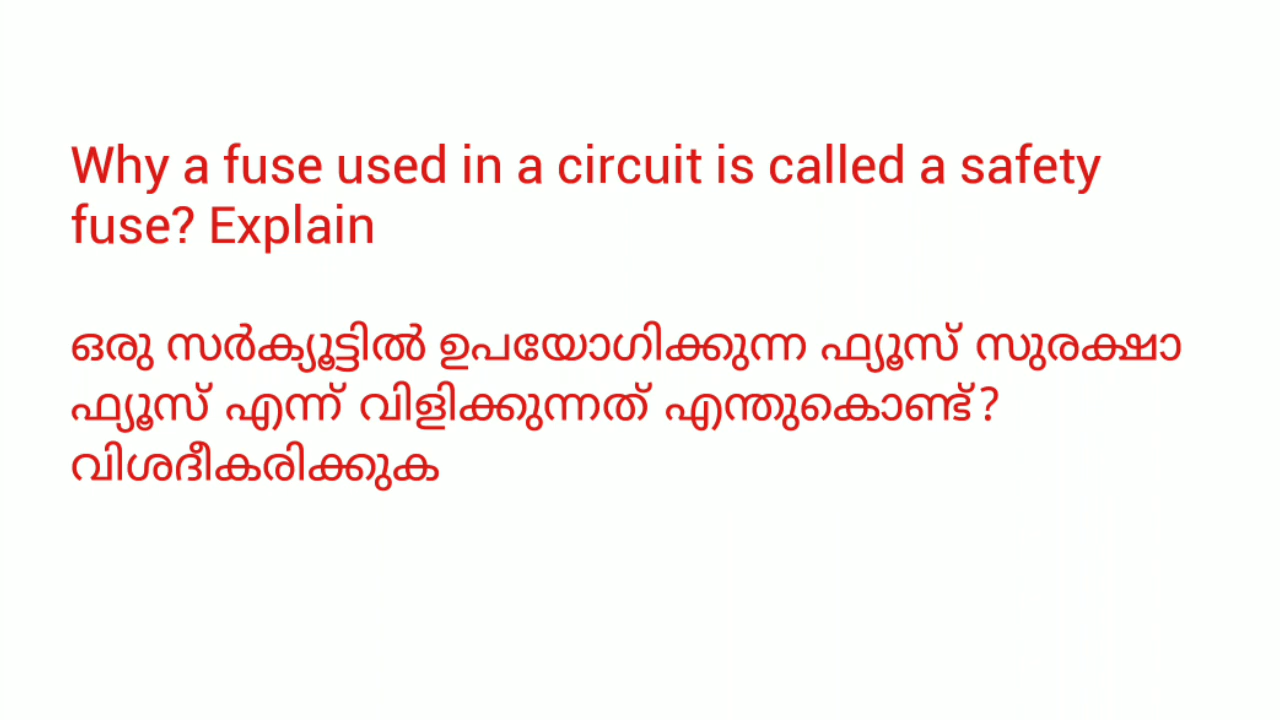 Why a fuse used in a circuit is called a safety
fuse? Explain
ഒരു സർക്യൂട്ടിൽ ഉപയോഗിക്കുന്ന ഫ്യൂസ് സുരക്ഷാ
ഫ്യൂസ് എന്ന് വിളിക്കുന്നത് എന്തുകൊണ്ട്?
വിശദീകരിക്കുക